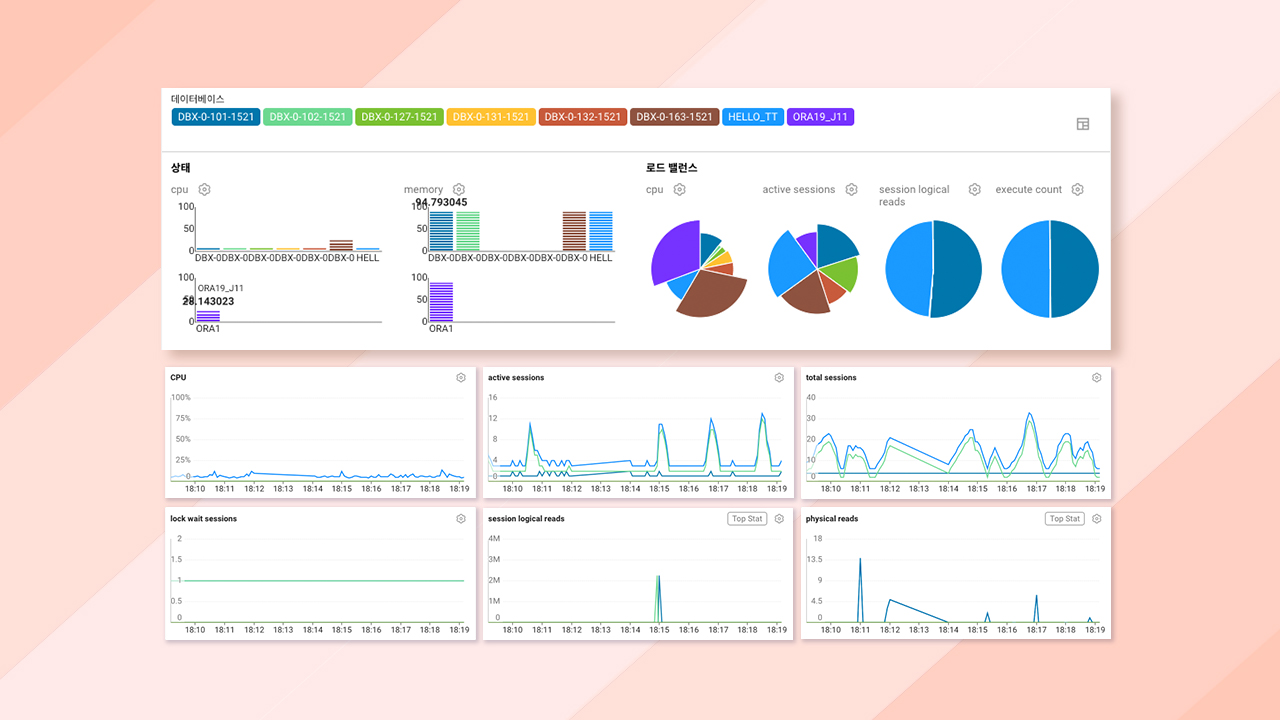 데이터베이스
DBX-0-101-1521 DBX-0-102-1521 DBX-0-127-1521 DBX-0-131-1521 DBX-0-132-1521 DBX-0-163-1521 HELLO_TT ORA19_J11
상태
cpu
memory
94.793045
100
50
0
DBX-0DBX-0DBX-0DBX-0DBX-0DBX-0 HELL
100
50
0
DBX-0DBX-0DBX-0DBX-0DBX-0DBX-0 HELL
100
ORA19_J11
28.143023
0
ORA1
100
50
0
ORA1
로드 밸런스
cpu
active sessions
session logical
reads
execute count
CPU
100%
75%
50%
25%
0
18:10 18:11 18:12 18:13 18:14 18:15 18:16 18:17 18:18 18:19
active sessions
16
12
8
4
0
18:10 18:11 18:12 18:13 18:14 18:15 18:16 18:17 18:18 18:19
total sessions
40
30
20
10
0
18:10 18:11 18:12 18:13 18:14 18:15 18:16 18:17 18:18 18:19
lock wait sessions
2
1.5
1
0.5
0
18:10 18:11 18:12 18:13 18:14 18:15 18:16 18:17 18:18 18:19
session logical reads
Top Stat
4M
3M
2M
1M
0
18:10 18:11 18:12 18:13 18:14 18:15 18:16 18:17 18:18 18:19
physical reads
Top Stat
18
13.5
9
4.5
0
18:10 18:11 18:12 18:13 18:14 18:15 18:16 18:17 18:18 18:19